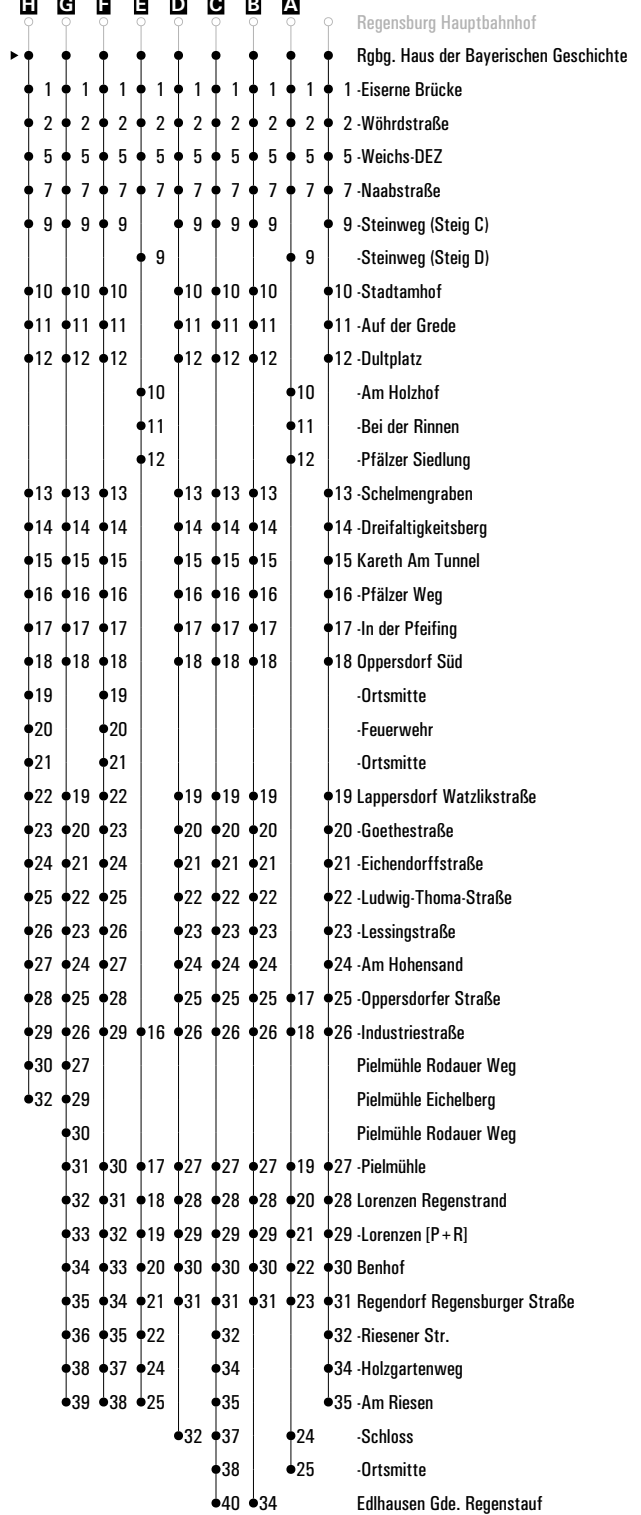 H G F E D C B A
Regensburg Hauptbahnhof
Rgbg. Haus der Bayerischen Geschichte
1 1 1 1 1 1 1 1 1 -Eiserne Brücke
2 2 2 2 2 2 2 2 2 -Wöhrdstraße
5 5 5 5 5 5 5 5 5 -Weichs-DEZ
7 7 7 7 7 7 7 7 7 -Naabstraße
9 9 9 9 9 9 9 -Steinweg (Steig C)
9 9 -Steinweg (Steig D)
10 10 10 10 10 10 10 -Stadtamhof
11 11 11 11 11 11 11 -Auf der Grede
12 12 12 12 12 12 12 -Dultplatz
10 10 -Am Holzhof
11 11 -Bei der Rinnen
12 12 -Pfälzer Siedlung
13 13 13 13 13 13 13 -Schelmengraben
14 14 14 14 14 14 14 -Dreifaltigkeitsberg
15 15 15 15 15 15 15 Kareth Am Tunnel
16 16 16 16 16 16 16 -Pfälzer Weg
17 17 17 17 17 17 17 -In der Pfeifing
18 18 18 18 18 18 18 Oppersdorf Süd
19 19 -Ortsmitte
20 20 -Feuerwehr
21 21 -Ortsmitte
22 19 22 19 19 19 19 Lappersdorf Watzlikstraße
23 20 23 20 20 20 20 -Goethestraße
24 21 24 21 21 21 21 -Eichendorffstraße
25 22 25 22 22 22 22 -Ludwig-Thoma-Straße
26 23 26 23 23 23 23 -Lessingstraße
27 24 27 24 24 24 24 -Am Hohensand
28 25 28 25 25 25 17 25 -Oppersdorfer Straße
29 26 29 16 26 26 26 18 26 -Industriestraße
30 27 Pielmühle Rodauer Weg
32 29 Pielmühle Eichelberg
30 Pielmühle Rodauer Weg
31 30 17 27 27 27 19 27 -Pielmühle
32 31 18 28 28 28 20 28 Lorenzen Regenstrand
33 32 19 29 29 29 21 29 -Lorenzen [P+R]
34 33 20 30 30 30 22 30 Benhof
35 34 21 31 31 31 23 31 Regendorf Regensburger Straße
36 35 22 32 32 -Riesener Str.
38 37 24 34 34 -Holzgartenweg
39 38 25 35 35 -Am Riesen
32 37 24 -Schloss
38 25 -Ortsmitte
40 34 Edlhausen Gde. Regenstauf